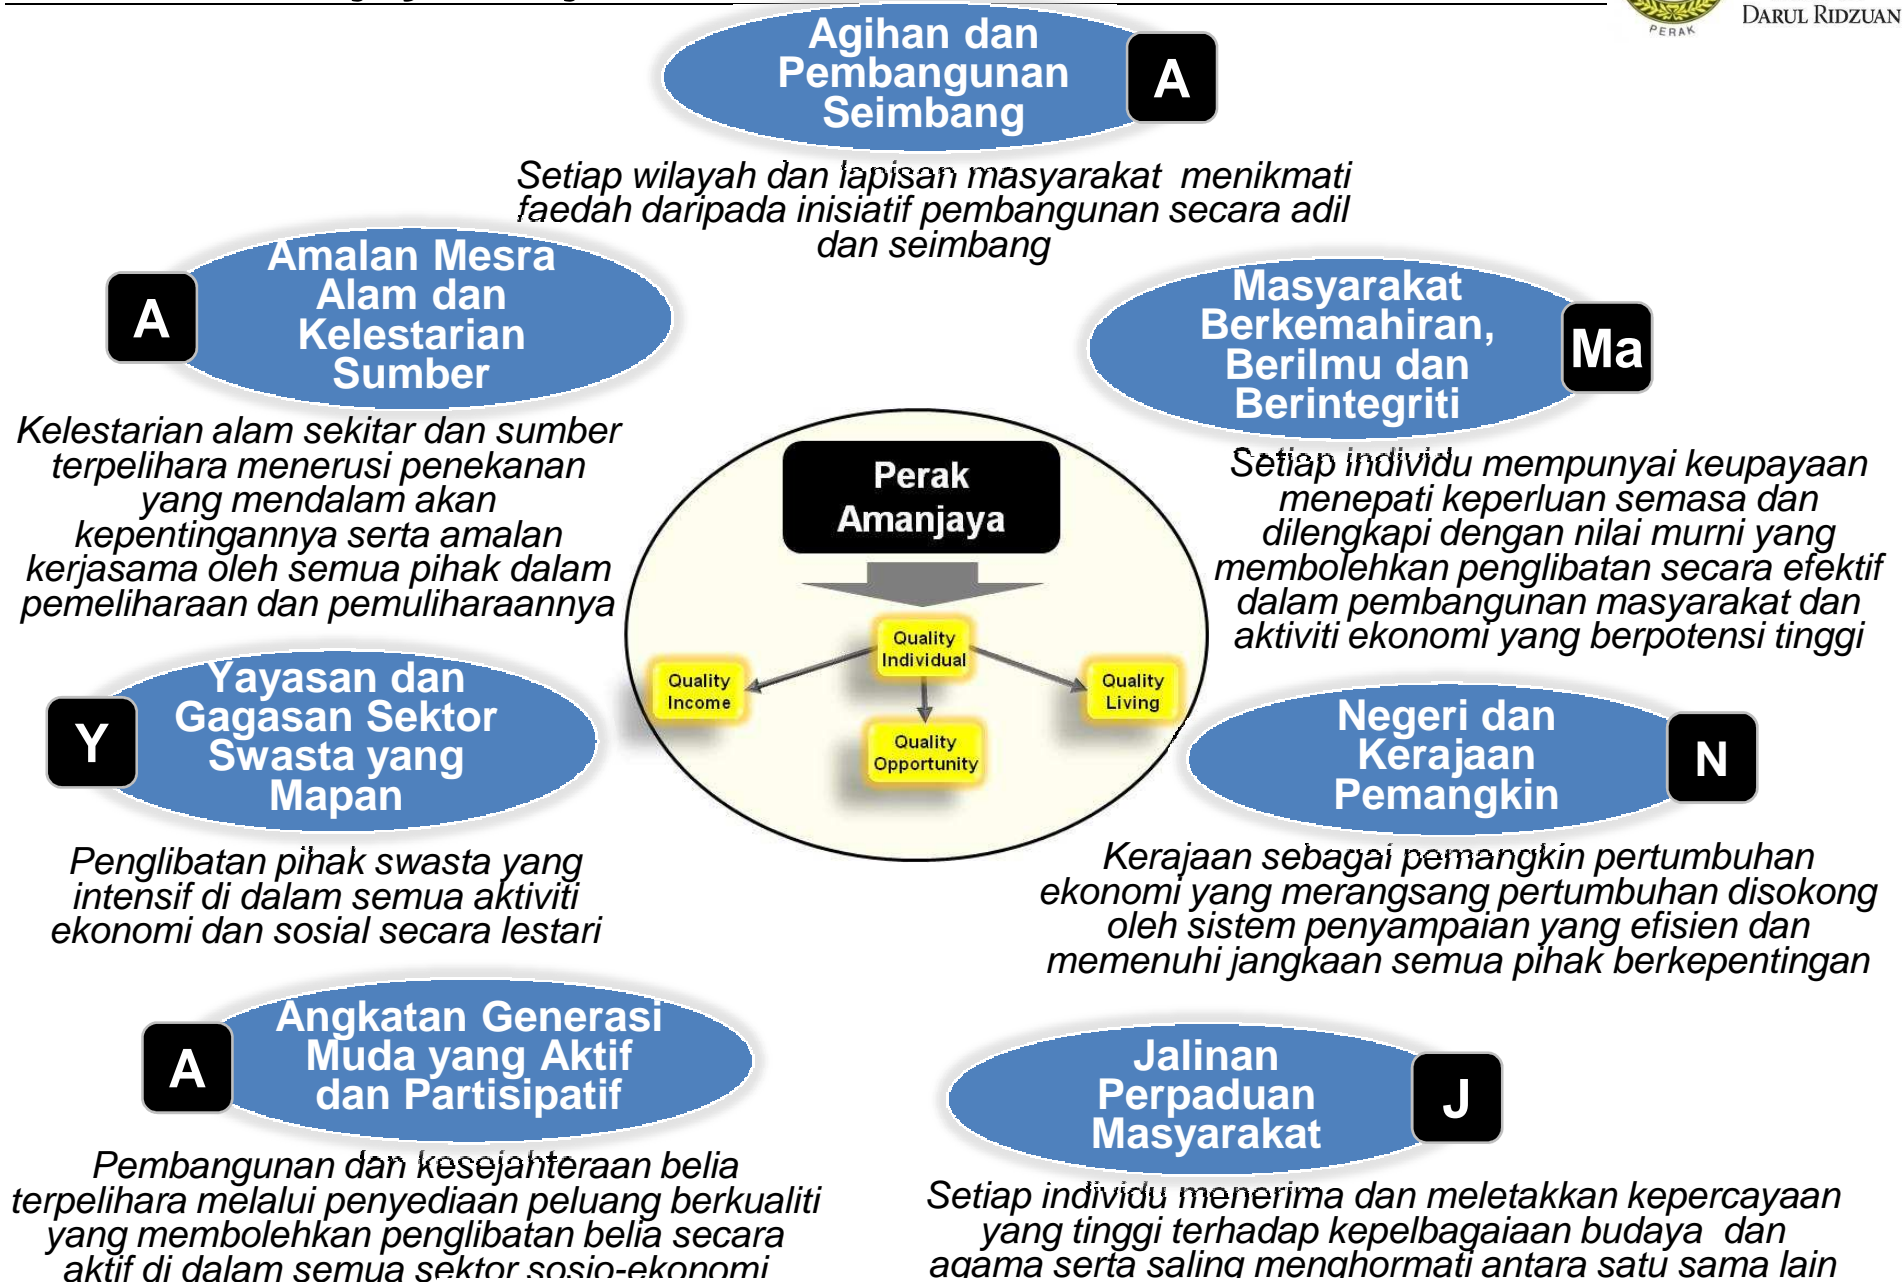 DARUL RIDZUAN
PERAK
Agihan dan
Pembangunan
Seimbang
A
Setiap wilayah dan lapisan masyarakat menikmati
faedah daripada inisiatif pembangunan secara adil
dan seimbang
A
Amalan Mesra
Alam dan
Kelestarian
Sumber
Kelestarian alam sekitar dan sumber
terpelihara menerusi penekanan
yang mendalam akan
kepentingannya serta amalan
kerjasama oleh semua pihak dalam
pemeliharaan dan pemuliharaannya
Masyarakat
Berkemahiran,
Berilmu dan
Berintegriti
Ma
Setiap individu mempunyai keupayaan
menepati keperluan semasa dan
dilengkapi dengan nilai murni yang
membolehkan penglibatan secara efektif
dalam pembangunan masyarakat dan
aktiviti ekonomi yang berpotensi tinggi
Perak
Amanjaya
Quality
Individual
Quality
Income
Quality
Living
Quality
Opportunity
Y
Yayasan dan
Gagasan Sektor
Swasta yang
Mapan
Penglibatan pihak swasta yang
intensif di dalam semua aktiviti
ekonomi dan sosial secara lestari
Negeri dan
Kerajaan
Pemangkin
N
Kerajaan sebagai pemangkin pertumbuhan
ekonomi yang merangsang pertumbuhan disokong
oleh sistem penyampaian yang efisien dan
memenuhi jangkaan semua pihak berkepentingan
A
Angkatan Generasi
Muda yang Aktif
dan Partisipatif
Pembangunan dan kesejahteraan belia
terpelihara melalui penyediaan peluang berkualiti
yang membolehkan penglibatan belia secara
aktif di dalam semua sektor sosio-ekonomi
Jalinan
Perpaduan
Masyarakat
J
Setiap individu menerima dan meletakkan kepercayaan
yang tinggi terhadap kepelbagaiaan budaya dan
agama serta saling menghormati antara satu sama lain